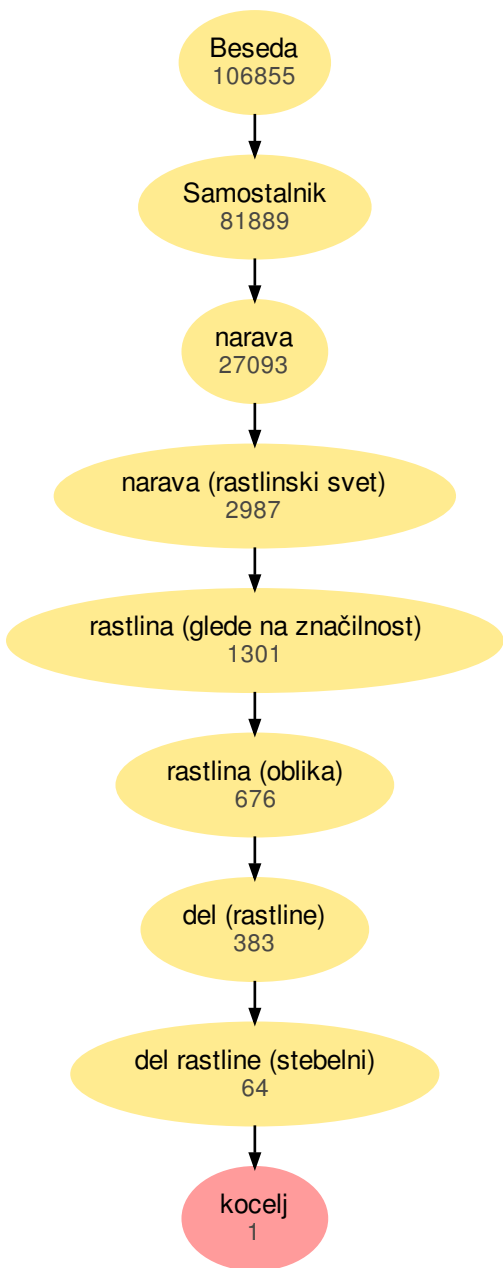 Beseda
106855
Samostalnik
81889
narava
27093
narava (rastlinski svet)
2987
rastlina (glede na značilnost)
1301
rastlina (oblika)
676
del (rastline)
383
del rastline (stebelni)
64
kocelj
1